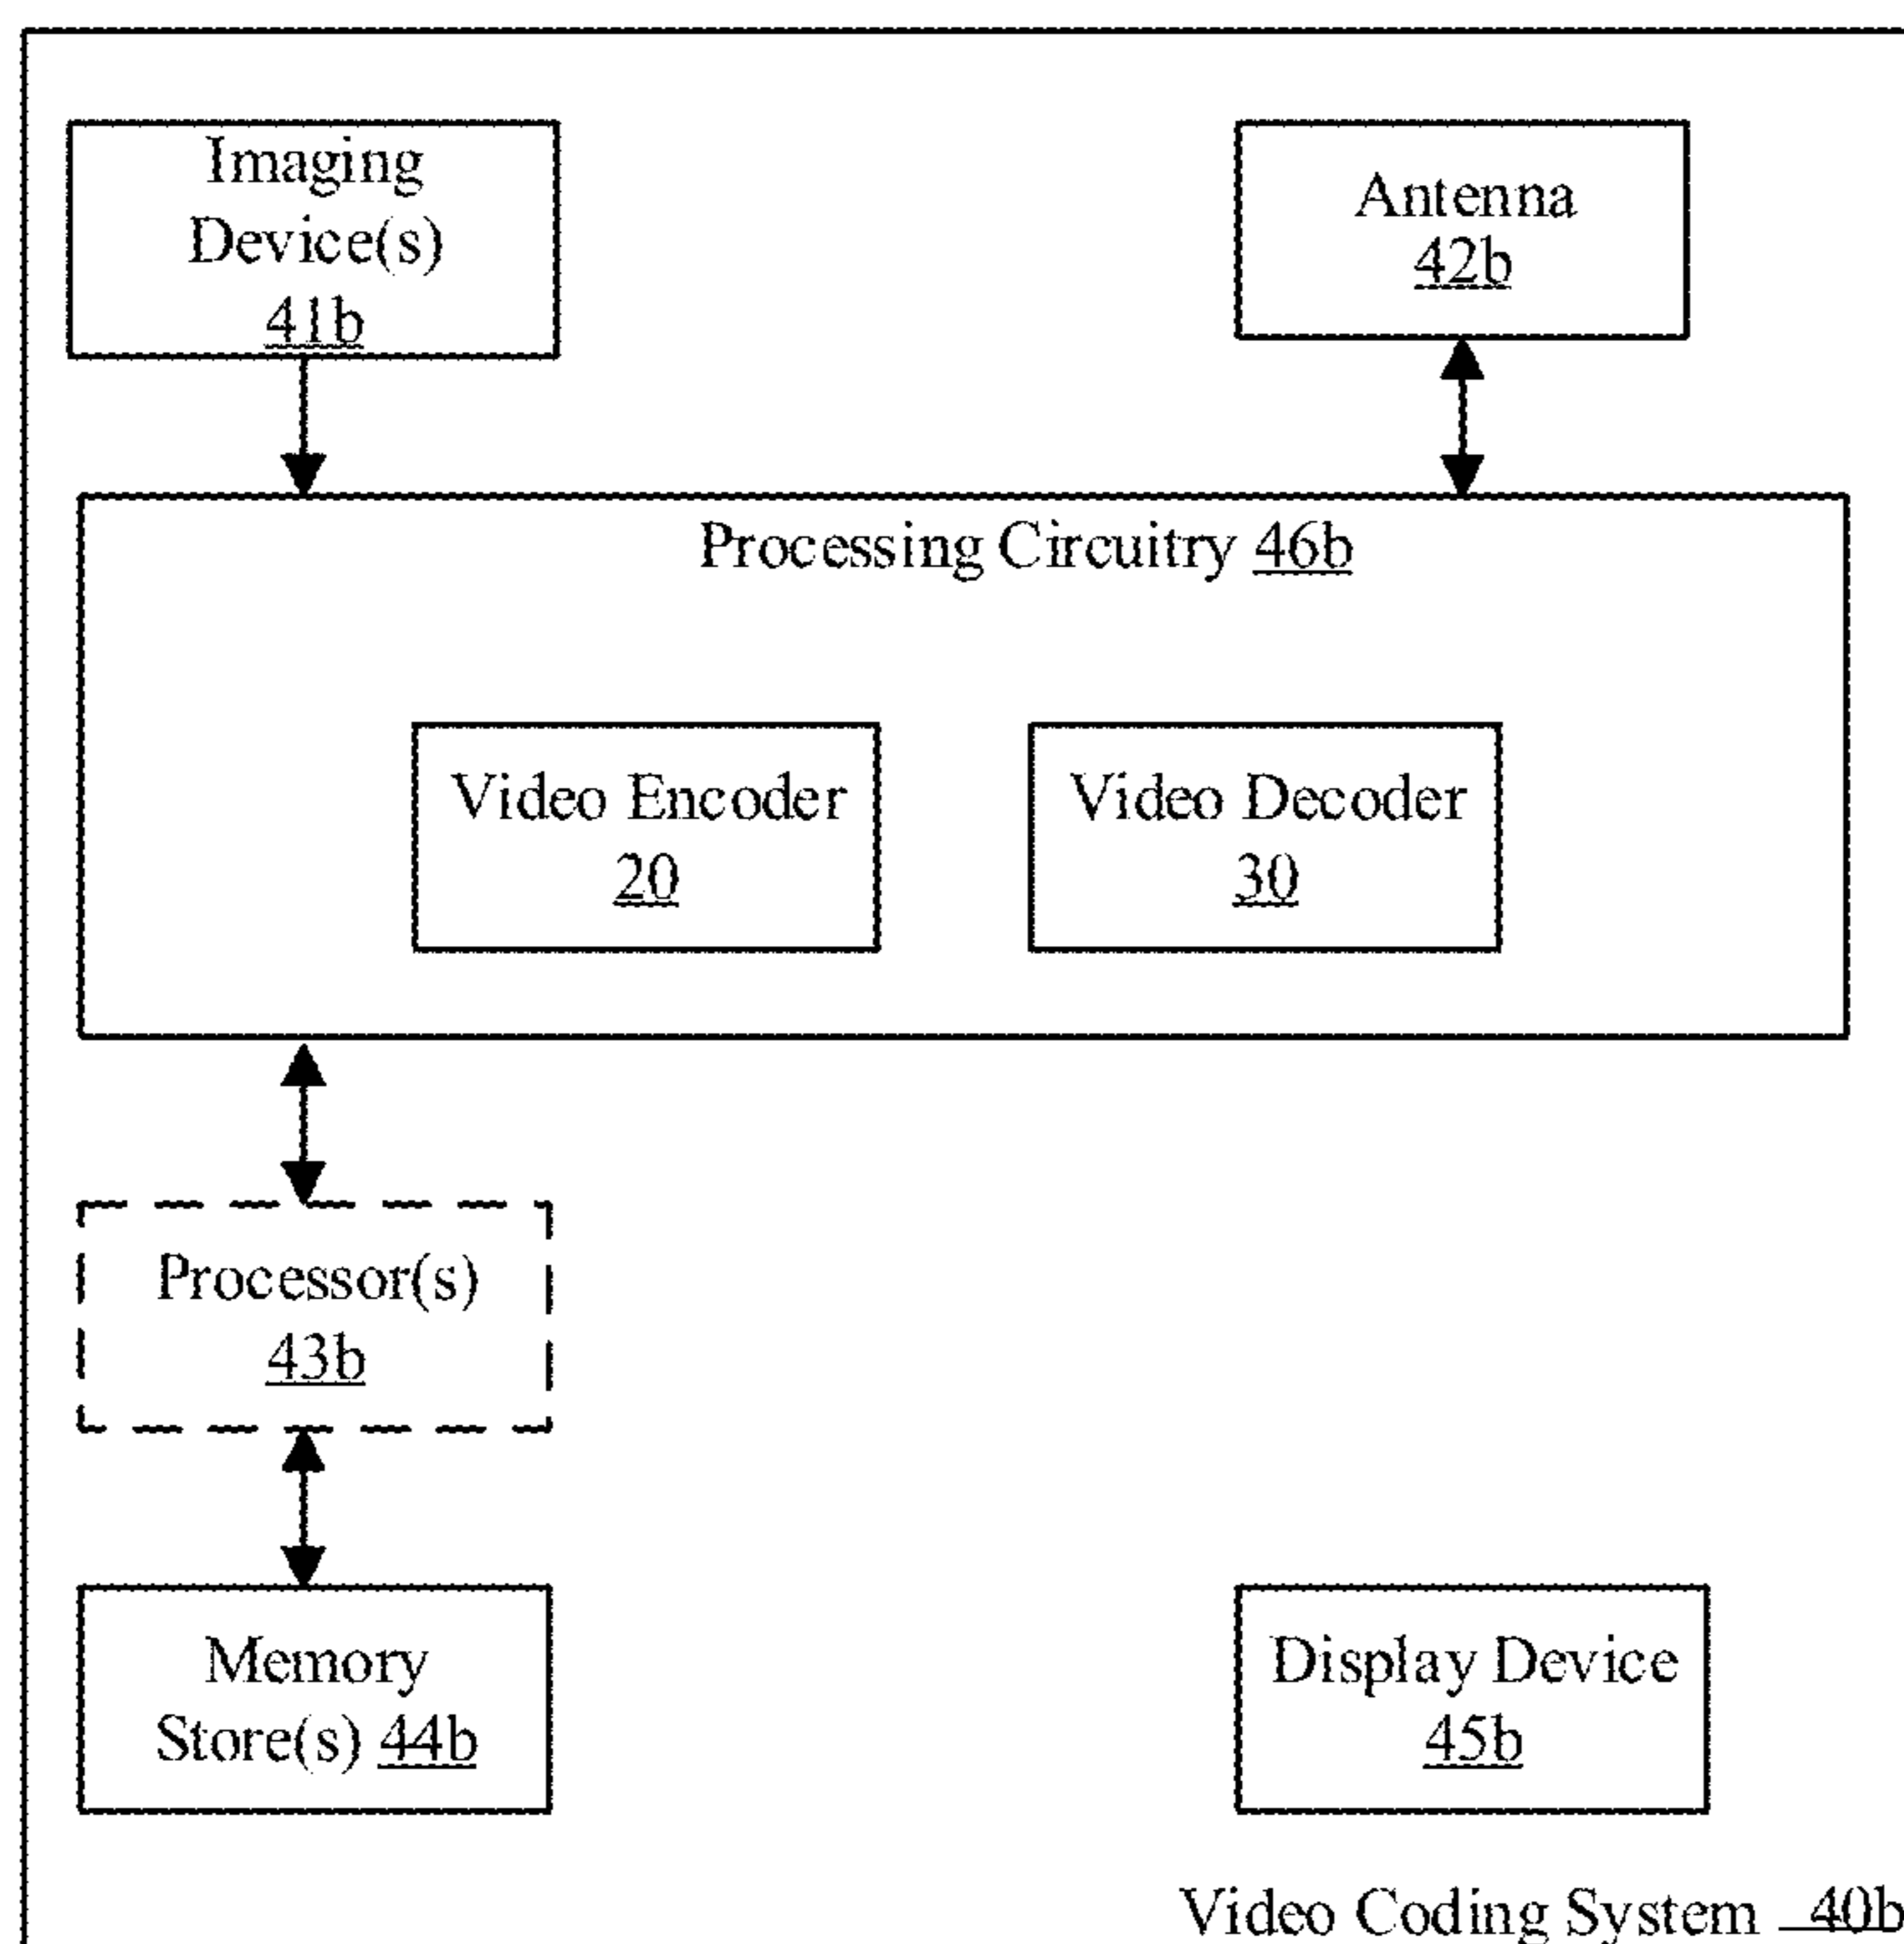 Imaging
Device(s)
41b
Antenna
42b
Processing Circuitry 46b
Video Encoder
20
Video Decoder
30
Processor(s)
43b
Memory
Store(s) 44b
Display Device
45b
Video Coding System 40b